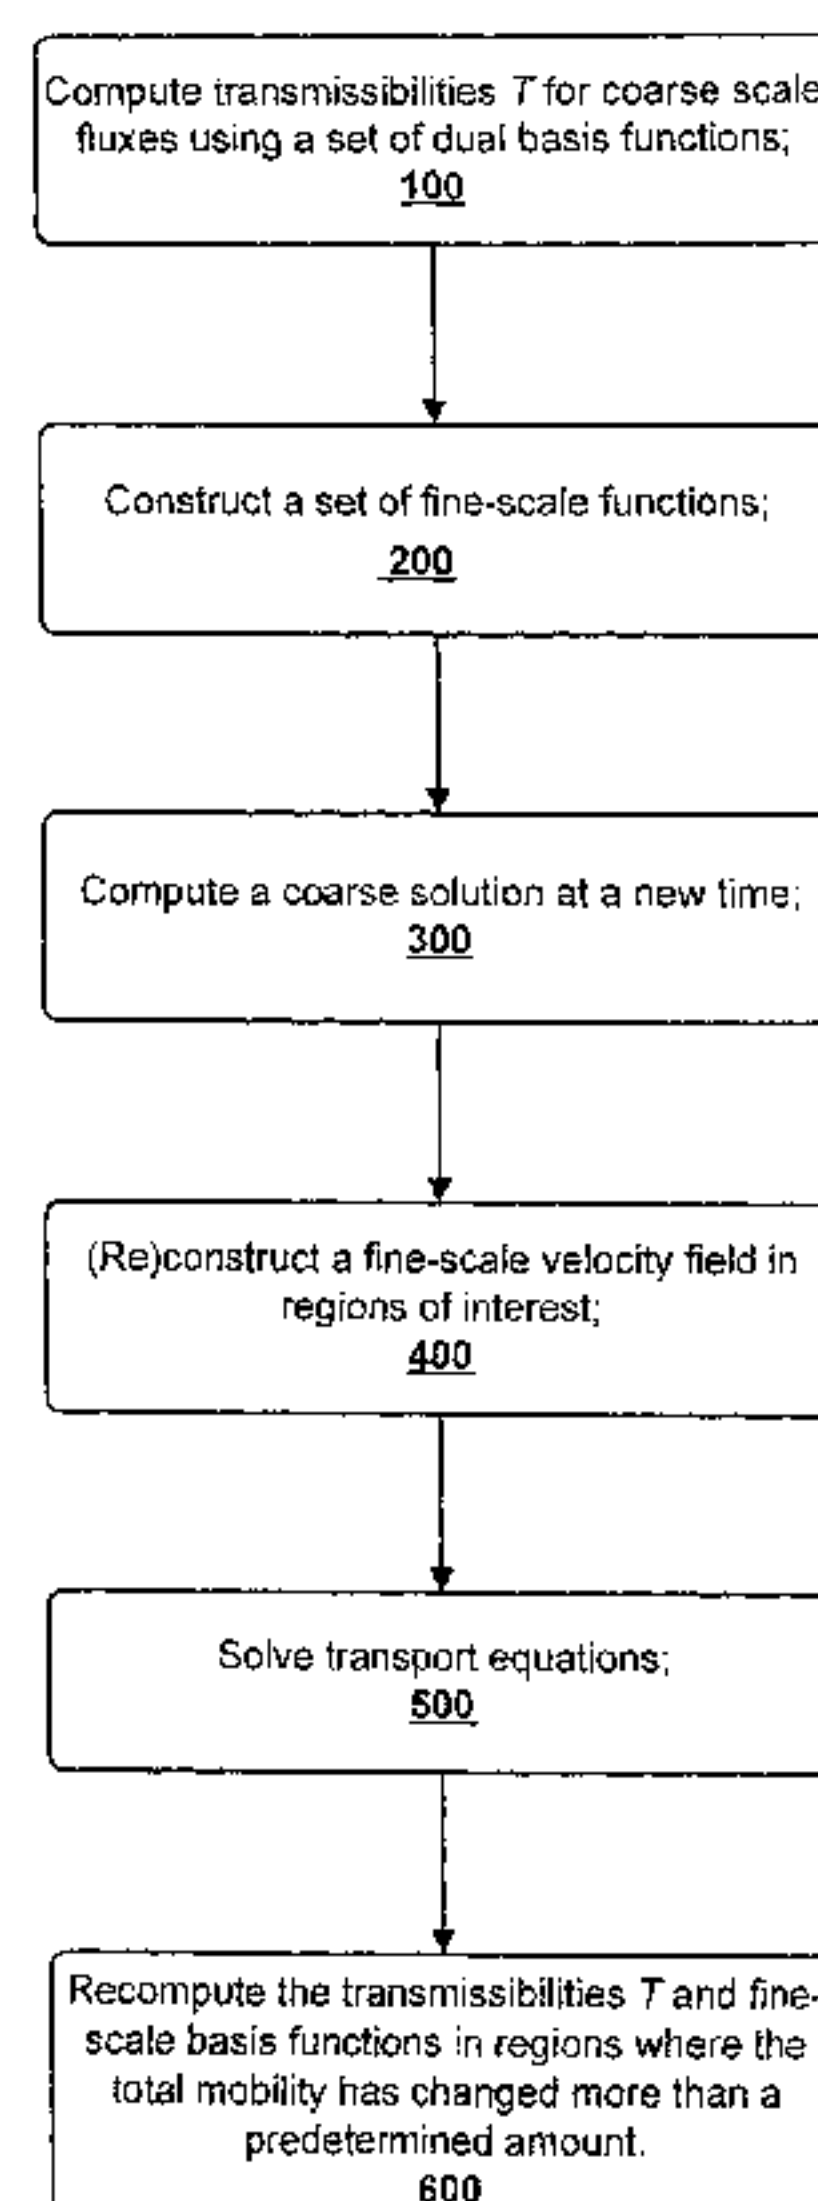 Compute transmissibilities T for coarse scale
fluxes using a set of dual basis functions;
100
Construct a set of fine-scale functions;
200
Compute a coarse solution at a new time;
300
(Re)construct a fine-scale velocity field in
regions of interest;
400
Solve transport equations;
500
Recompute the transmissibilities T and fine-
scale basis functions in regions where the
total mobility has changed more than a
predetermined amount.
600